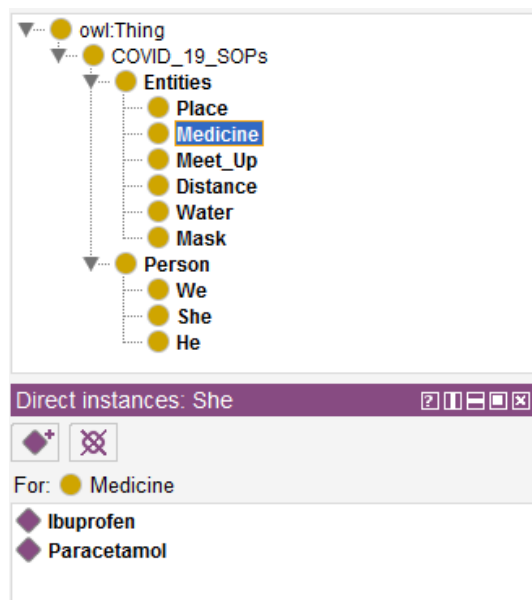 owl:Thing
COVID_19_SOPs
Entities
Place
Medicine
Meet_Up
Distance
Water
Mask
Person
We
She
He
Direct instances: She
For: Medicine
Ibuprofen
Paracetamol